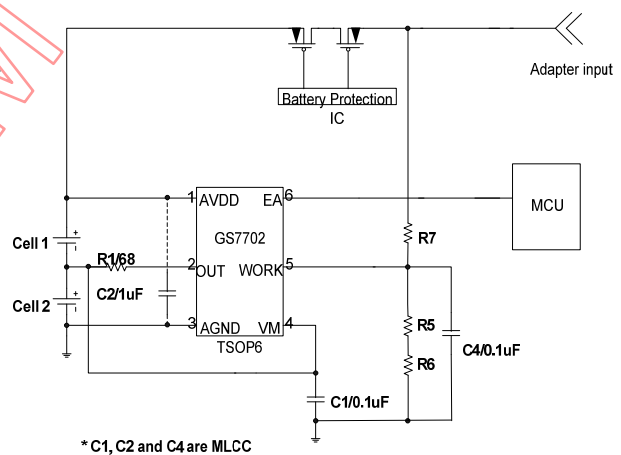 Adapter input
Battery Protection
IC
1 AVDD EA 6
MCU
GS7702
R7
Cell 1 + -
R1/68
2 OUT WORK 5
Cell 2 + -
C2/1uF
R5
3 AGND VM 4
C4/0.1uF
TSOP6
R6
C1/0.1uF
* C1, C2 and C4 are MLCC